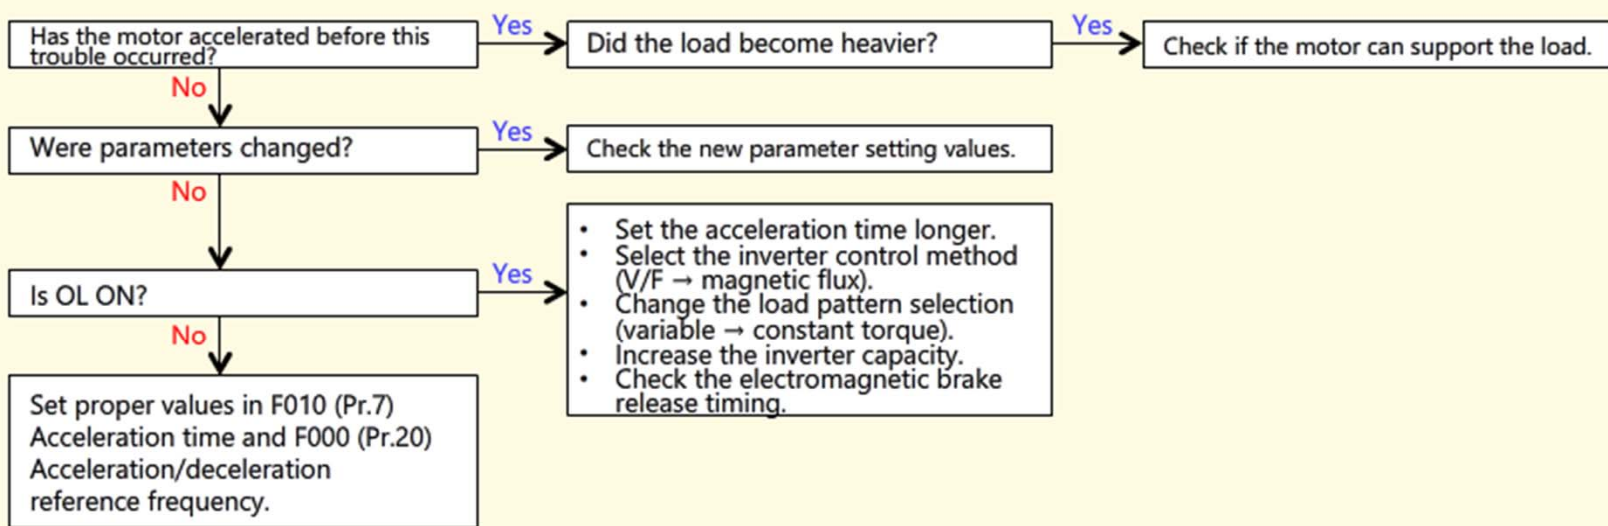 Has the motor accelerated before this
trouble occurred?
Yes
Did the load become heavier?
Yes
Check if the motor can support the load.
No
Were parameters changed?
Yes
Check the new parameter setting values.
No
Is OL ON?
Yes
• Set the acceleration time longer.
• Select the inverter control method
(V/F → magnetic flux).
• Change the load pattern selection
(variable → constant torque).
• Increase the inverter capacity.
• Check the electromagnetic brake
release timing.
No
Set proper values in F010 (Pr.7)
Acceleration time and F000 (Pr.20)
Acceleration/deceleration
reference frequency.